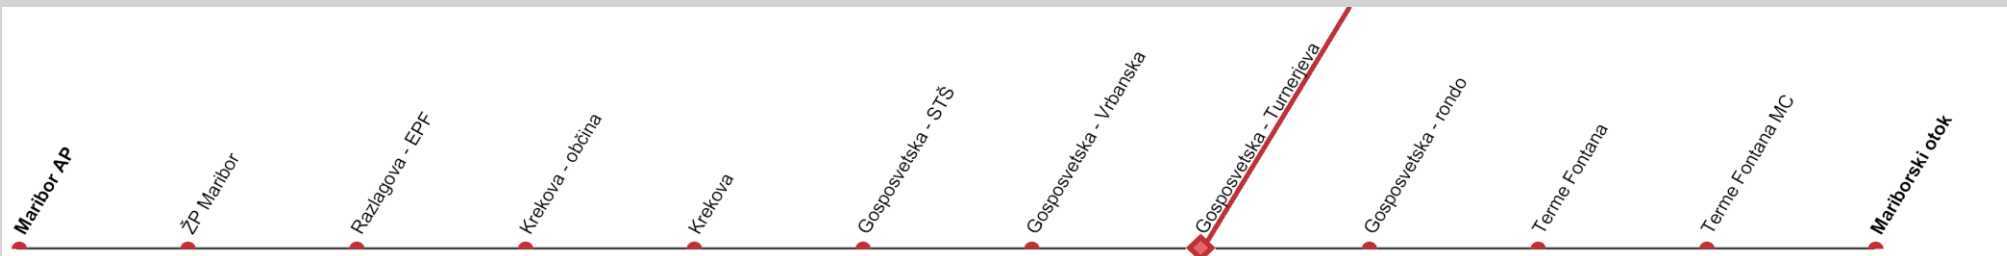 Maribor AP
ŽP Maribor
Razlagova - EPF
Krekova - občina
Krekova
Gosposvetska - STŠ
Gosposvetska - Vrbanska
Gosposvetska - Turnerjeva
Gosposvetska - rondo
Terme Fontana
Terme Fontana MC
Mariborski otok